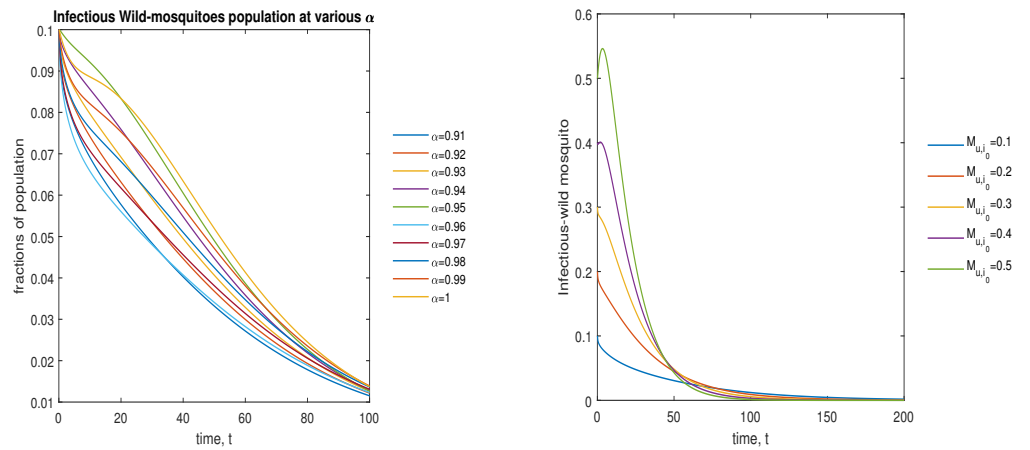 Infectious Wild-mosquitoes population at various α
0.1
0.09
0.08
0.07
0.06
0.05
0.04
0.03
0.02
0.01
fractions of population
0 20 40 60 80 100
time, t
α=0.91
α=0.92
α=0.93
α=0.94
α=0.95
α=0.96
α=0.97
α=0.98
α=0.99
α=1
0.6
0.5
0.4
0.3
0.2
0.1
0
Infectious-wild mosquito
0 50 100 150 200
time, t
M_{u,i_0}=0.1
M_{u,i_0}=0.2
M_{u,i_0}=0.3
M_{u,i_0}=0.4
M_{u,i_0}=0.5